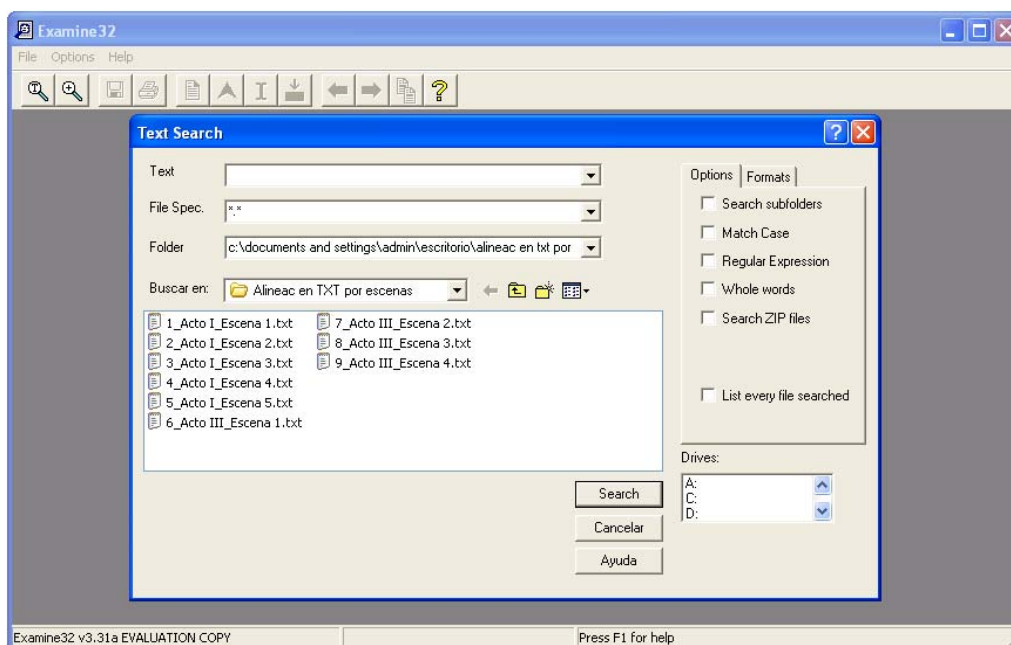 Examine32
File Options Help
Text Search
Text
File Spec. *.*
Folder c:\documents and settings\admin\escritorio\alineac en txt por
Buscar en: Alineac en TXT por escenas
1_Acto I_Escena 1.txt
2_Acto I_Escena 2.txt
3_Acto I_Escena 3.txt
4_Acto I_Escena 4.txt
5_Acto I_Escena 5.txt
6_Acto III_Escena 1.txt
7_Acto III_Escena 2.txt
8_Acto III_Escena 3.txt
9_Acto III_Escena 4.txt
Options Formats
Search subfolders
Match Case
Regular Expression
Whole words
Search ZIP files
List every file searched
Drives:
A:
C:
D:
Search
Cancelar
Ayuda
Examine32 v3.31a EVALUATION COPY
Press F1 for help